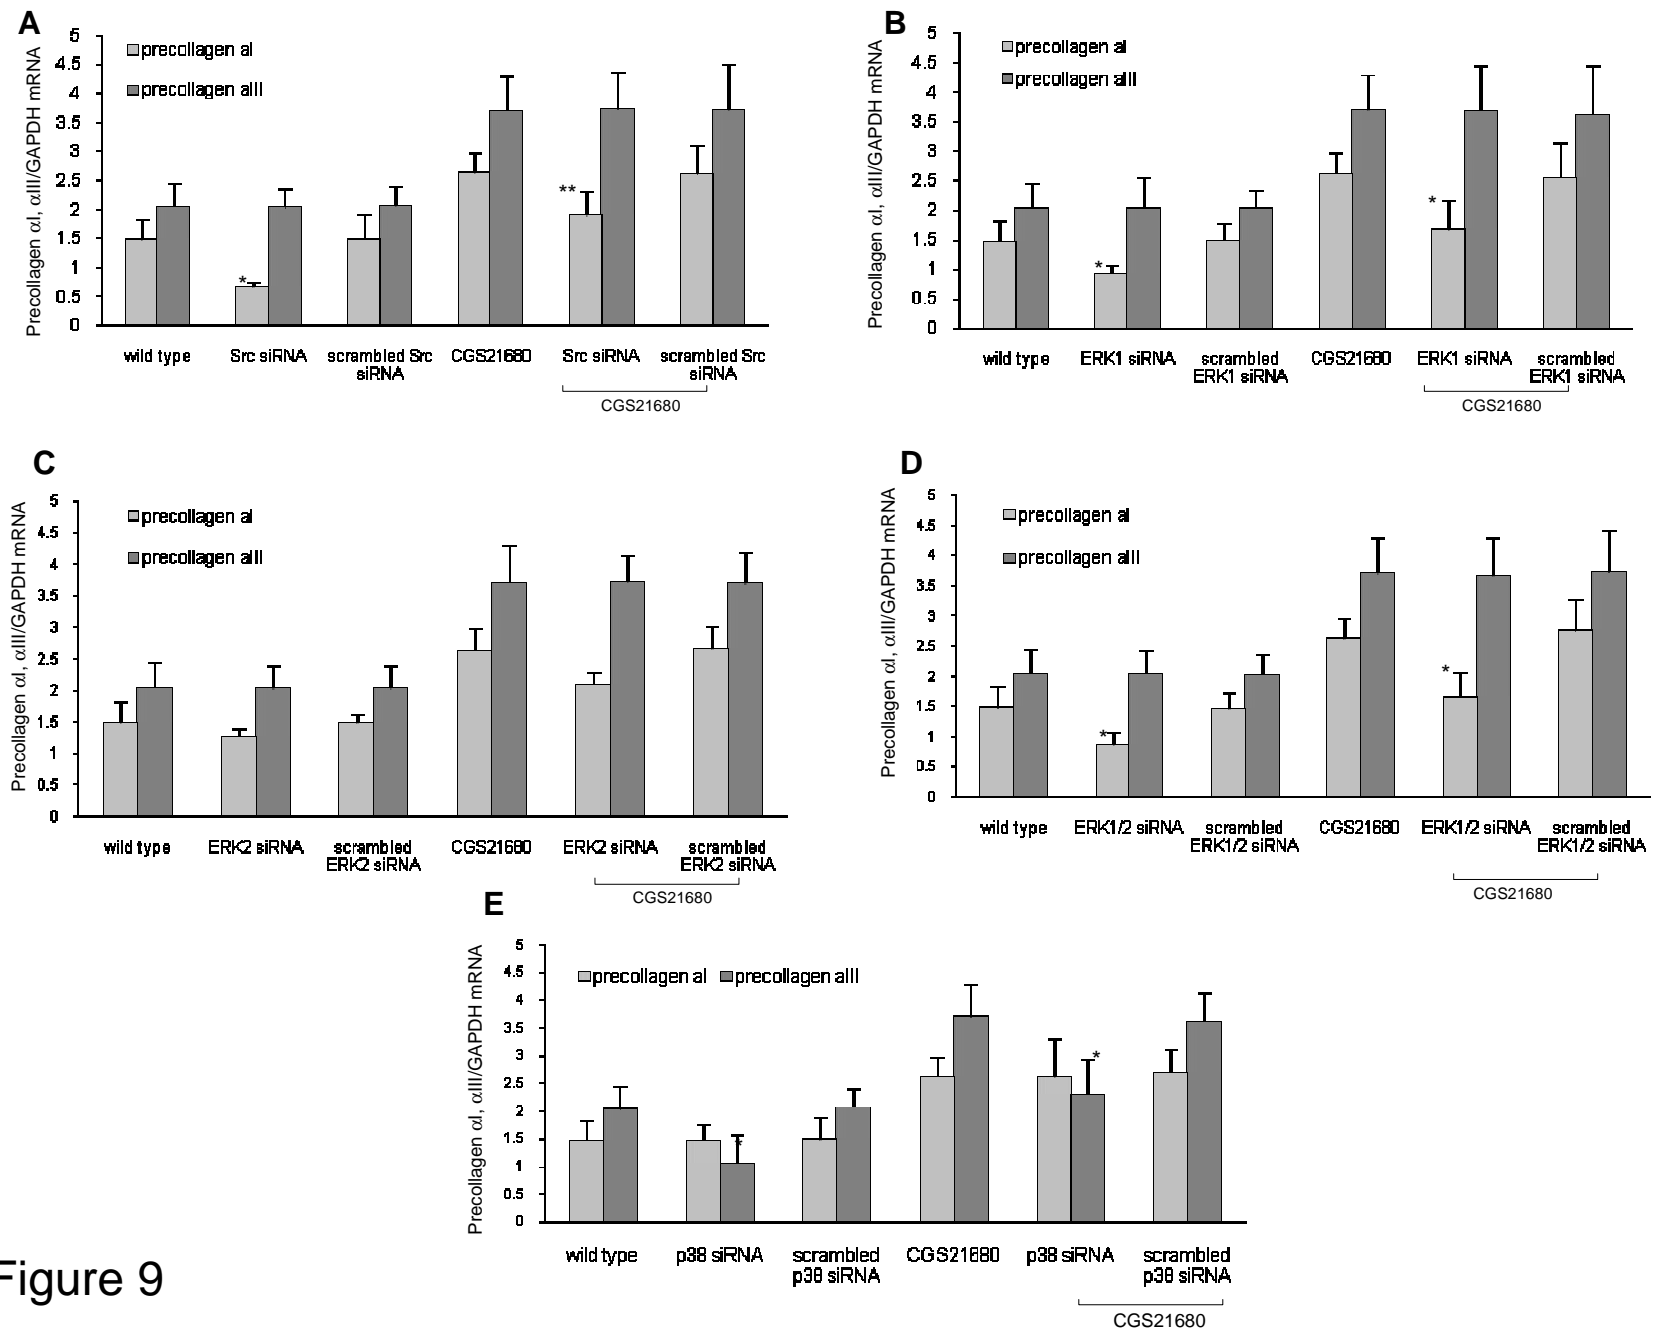 A
Precollagen αI, αIII/GAPDH mRNA
5
4.5
4
3.5
3
2.5
2
1.5
1
0.5
0
precollagen aI
precollagen aIII
*
**
wild type
Src siRNA
scrambled Src
siRNA
CGS21680
Src siRNA
scrambled Src
siRNA
CGS21680
B
Precollagen αI, αIII/GAPDH mRNA
5
4.5
4
3.5
3
2.5
2
1.5
1
0.5
0
precollagen aI
precollagen aIII
*
*
wild type
ERK1 siRNA
scrambled
ERK1 siRNA
CGS21680
ERK1 siRNA
scrambled
ERK1 siRNA
CGS21680
C
Precollagen αI, αIII/GAPDH mRNA
5
4.5
4
3.5
3
2.5
2
1.5
1
0.5
0
precollagen aI
precollagen aIII
wild type
ERK2 siRNA
scrambled
ERK2 siRNA
CGS21680
ERK2 siRNA
scrambled
ERK2 siRNA
CGS21680
D
Precollagen αI, αIII/GAPDH mRNA
5
4.5
4
3.5
3
2.5
2
1.5
1
0.5
0
precollagen aI
precollagen aIII
*
*
wild type
ERK1/2 siRNA
scrambled
ERK1/2 siRNA
CGS21680
ERK1/2 siRNA
scrambled
ERK1/2 siRNA
CGS21680
E
Precollagen αI, αIII/GAPDH mRNA
5
4.5
4
3.5
3
2.5
2
1.5
1
0.5
0
precollagen aI precollagen aIII
*
*
wild type
p38 siRNA
scrambled
p38 siRNA
CGS21680
p38 siRNA
scrambled
p38 siRNA
CGS21680
Figure 9